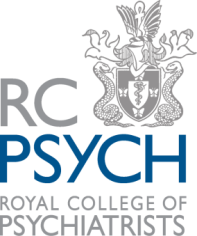 RC
PSYCH
ROYAL COLLEGE OF
PSYCHIATRISTS